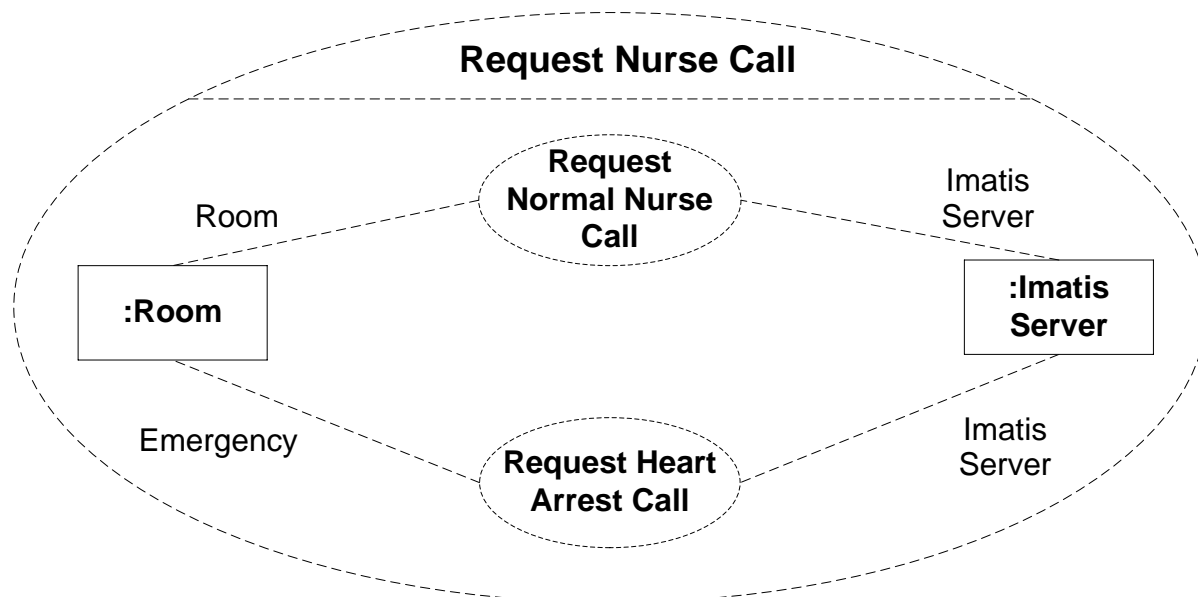 Request Nurse Call
Request
Normal Nurse
Call
Room
Imatis
Server
:Room
:Imatis
Server
Emergency
Request Heart
Arrest Call
Imatis
Server